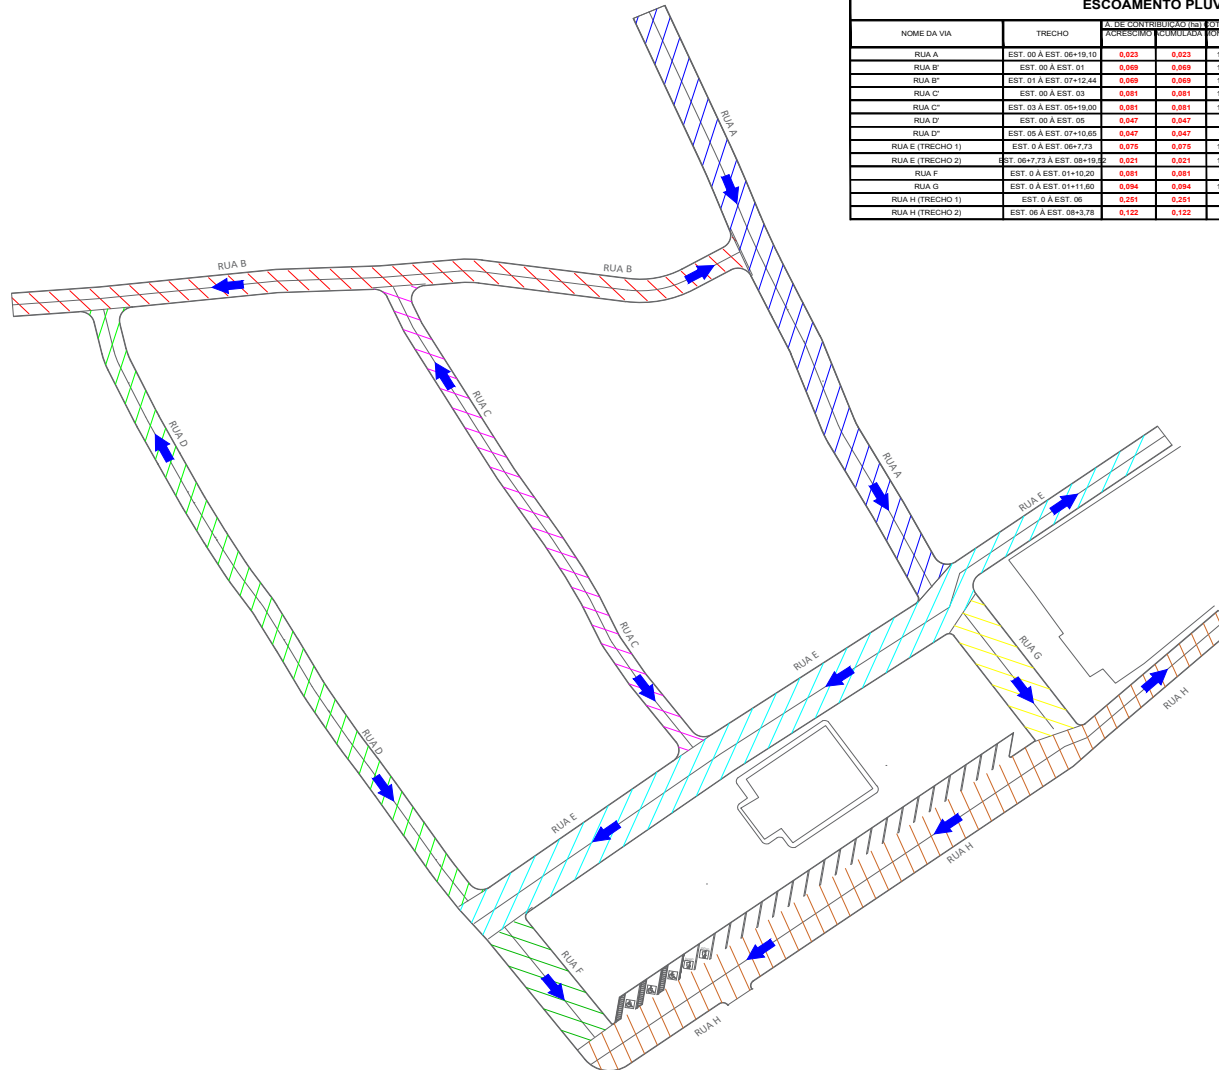 ESCOAMENTO PLUV
NOME DA VIA TRECHO A. DE CONTRIBUIÇÃO (ha)
ACRESCIMO ACUMULADA
RUA A EST. 00 À EST. 06+19,10 0,023 0,023
RUA B' EST. 00 À EST. 01 0,069 0,069
RUA B" EST. 01 À EST. 07+12,44 0,069 0,069
RUA C' EST. 00 À EST. 03 0,081 0,081
RUA C" EST. 03 À EST. 05+19,00 0,081 0,081
RUA D' EST. 00 À EST. 05 0,047 0,047
RUA D" EST. 05 À EST. 07+10,65 0,047 0,047
RUA E (TRECHO 1) EST. 0 À EST. 06+7,73 0,075 0,075
RUA E (TRECHO 2) EST. 06+7,73 À EST. 08+19,52 0,021 0,021
RUA F EST. 0 À EST. 01+10,20 0,081 0,081
RUA G EST. 0 À EST. 01+11,60 0,094 0,094
RUA H (TRECHO 1) EST. 0 À EST. 06 0,251 0,251
RUA H (TRECHO 2) EST. 06 À EST. 08+3,78 0,122 0,122
RUA A
RUA B
RUA B
RUA C
RUA D
RUA A
RUA E
RUA C
RUA E
RUA G
RUA H
RUA D
RUA E
RUA H
RUA F
RUA H